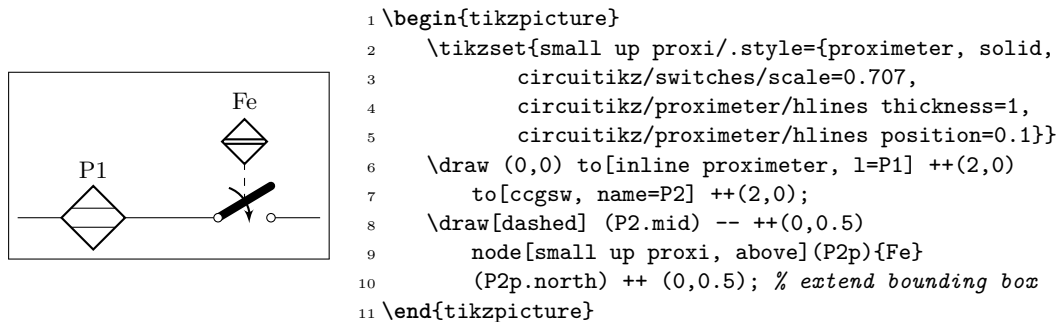 Fe
P1
1 \begin{tikzpicture}
2 \tikzset{small up proxi/.style={proximeter, solid,
3 circuitikz/switches/scale=0.707,
4 circuitikz/proximeter/hlines thickness=1,
5 circuitikz/proximeter/hlines position=0.1}}
6 \draw (0,0) to[inline proximeter, l=P1] ++(2,0)
7 to[ccgsw, name=P2] ++(2,0);
8 \draw[dashed] (P2.mid) -- ++(0,0.5)
9 node[small up proxi, above](P2p){Fe}
10 (P2p.north) ++ (0,0.5); % extend bounding box
11 \end{tikzpicture}